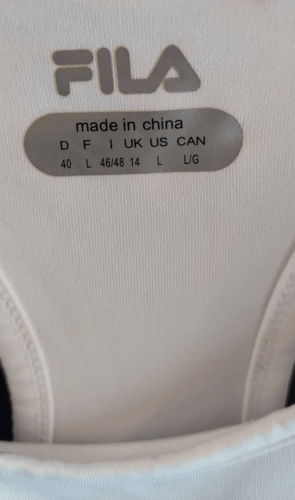 FILA
made in china
D F I UK US CAN
40 L 46/48 14 L L/G